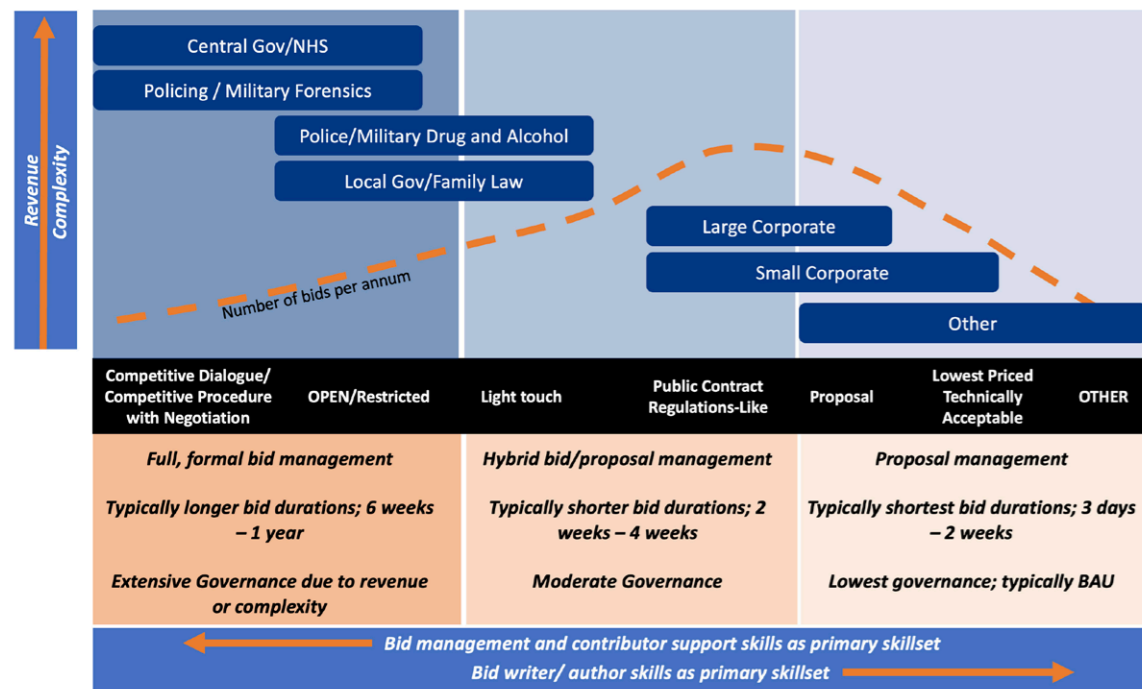 Revenue
Complexity
Central Gov/NHS
Policing / Military Forensics
Police/Military Drug and Alcohol
Local Gov/Family Law
Large Corporate
Small Corporate
Other
Number of bids per annum
Competitive Dialogue/
Competitive Procedure
with Negotiation
OPEN/Restricted
Light touch
Public Contract
Regulations-Like
Proposal
Lowest Priced
Technically
Acceptable
OTHER
Full, formal bid management
Typically longer bid durations; 6 weeks
– 1 year
Extensive Governance due to revenue
or complexity
Hybrid bid/proposal management
Typically shorter bid durations; 2
weeks – 4 weeks
Moderate Governance
Proposal management
Typically shortest bid durations; 3 days
– 2 weeks
Lowest governance; typically BAU
Bid management and contributor support skills as primary skillset
Bid writer/ author skills as primary skillset